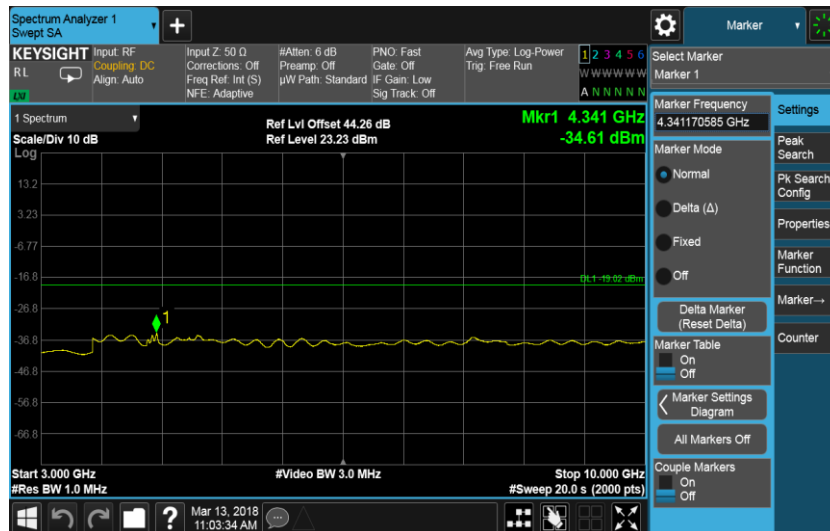 Spectrum Analyzer 1
Swept SA
+
Marker
KEYSIGHT
RL
LXI
Input: RF
Coupling: DC
Align: Auto
Input Z: 50 Ω
Corrections: Off
Freq Ref: Int (S)
NFE: Adaptive
#Atten: 6 dB
Preamp: Off
µW Path: Standard
PNO: Fast
Gate: Off
IF Gain: Low
Sig Track: Off
Avg Type: Log-Power
Trig: Free Run
1 2 3 4 5 6
W W W W W W
A N N N N N
Select Marker
Marker 1
1 Spectrum
Scale/Div 10 dB
Log
Ref Lvl Offset 44.26 dB
Ref Level 23.23 dBm
Mkr1 4.341 GHz
-34.61 dBm
13.2
3.23
-6.77
-16.8
-26.8
-36.8
-46.8
-56.8
-66.8
DL1 -19.02 dBm
1
Start 3.000 GHz
#Res BW 1.0 MHz
#Video BW 3.0 MHz
Stop 10.000 GHz
#Sweep 20.0 s (2000 pts)
Marker Frequency
4.341170585 GHz
Marker Mode
Normal
Delta (Δ)
Fixed
Off
Delta Marker
(Reset Delta)
Marker Table
On
Off
Marker Settings
Diagram
All Markers Off
Couple Markers
On
Off
Settings
Peak
Search
Pk Search
Config
Properties
Marker
Function
Marker→
Counter
?
Mar 13, 2018
11:03:34 AM